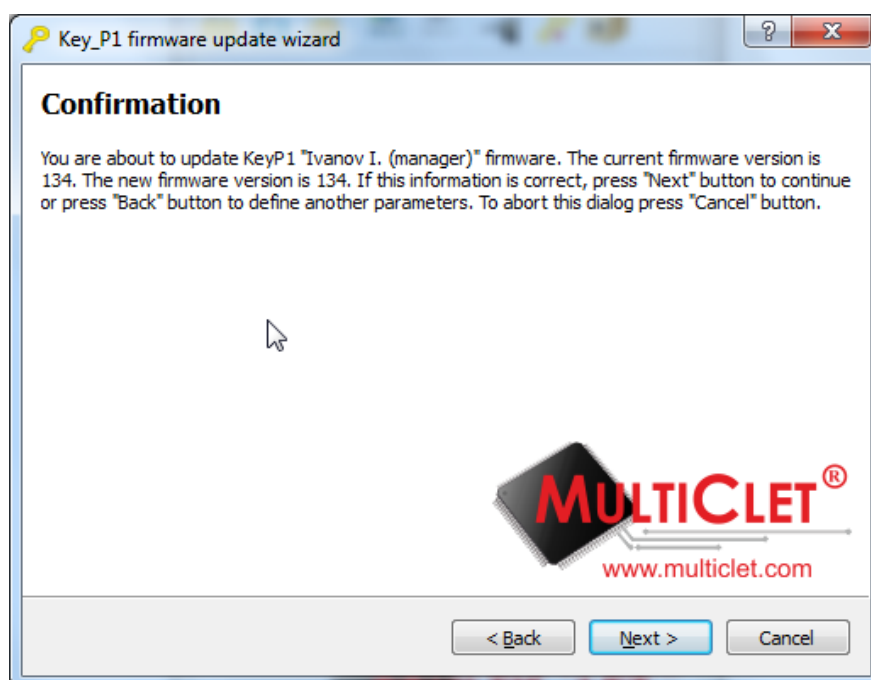 Key_P1 firmware update wizard
Confirmation
You are about to update KeyP1 "Ivanov I. (manager)" firmware. The current firmware version is
134. The new firmware version is 134. If this information is correct, press "Next" button to continue
or press "Back" button to define another parameters. To abort this dialog press "Cancel" button.
MULTICLET®
www.multiclet.com
< Back Next > Cancel